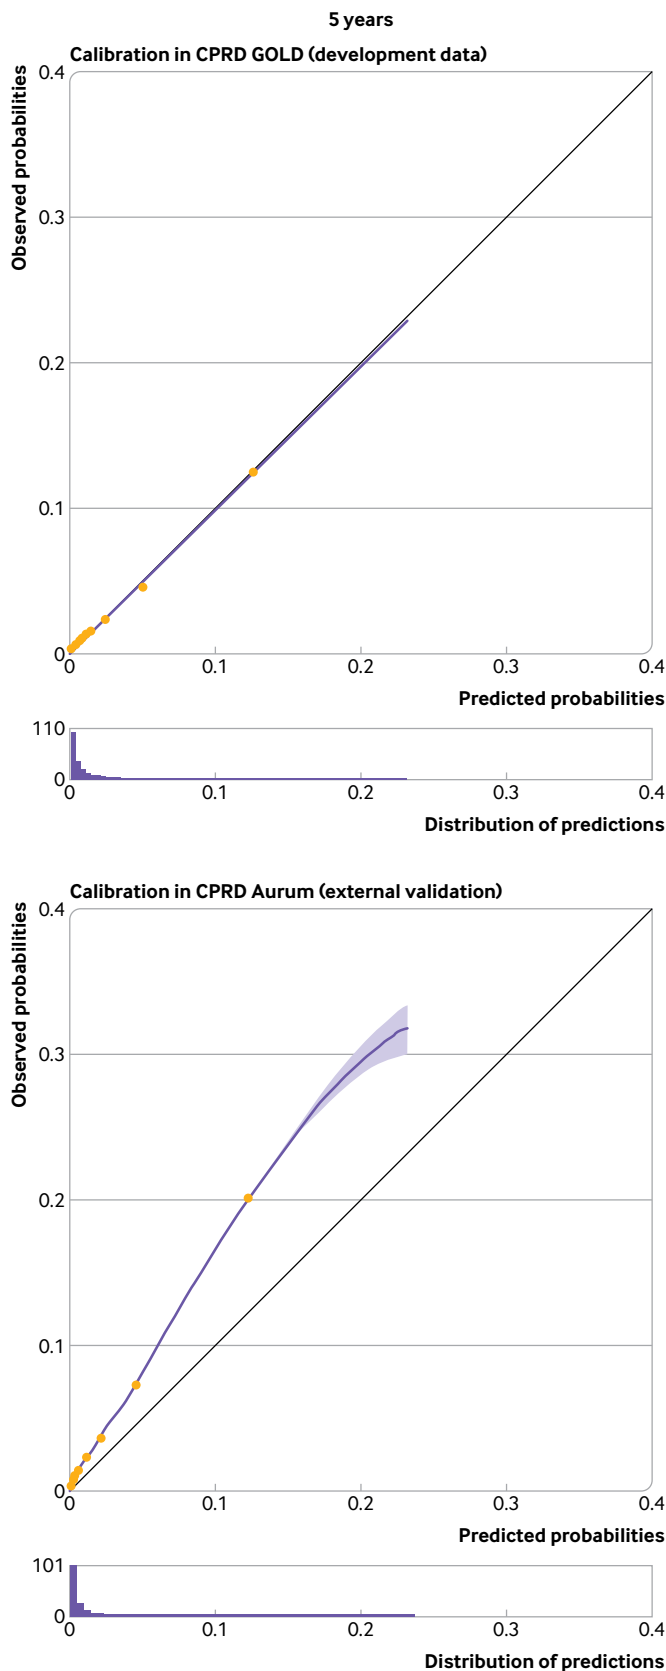 5 years
Calibration in CPRD GOLD (development data)
Observed probabilities
0.4
0.3
0.2
0.1
0
0 0.1 0.2 0.3 0.4
Predicted probabilities
110
0
0 0.1 0.2 0.3 0.4
Distribution of predictions
Calibration in CPRD Aurum (external validation)
Observed probabilities
0.4
0.3
0.2
0.1
0
0 0.1 0.2 0.3 0.4
Predicted probabilities
101
0
0 0.1 0.2 0.3 0.4
Distribution of predictions